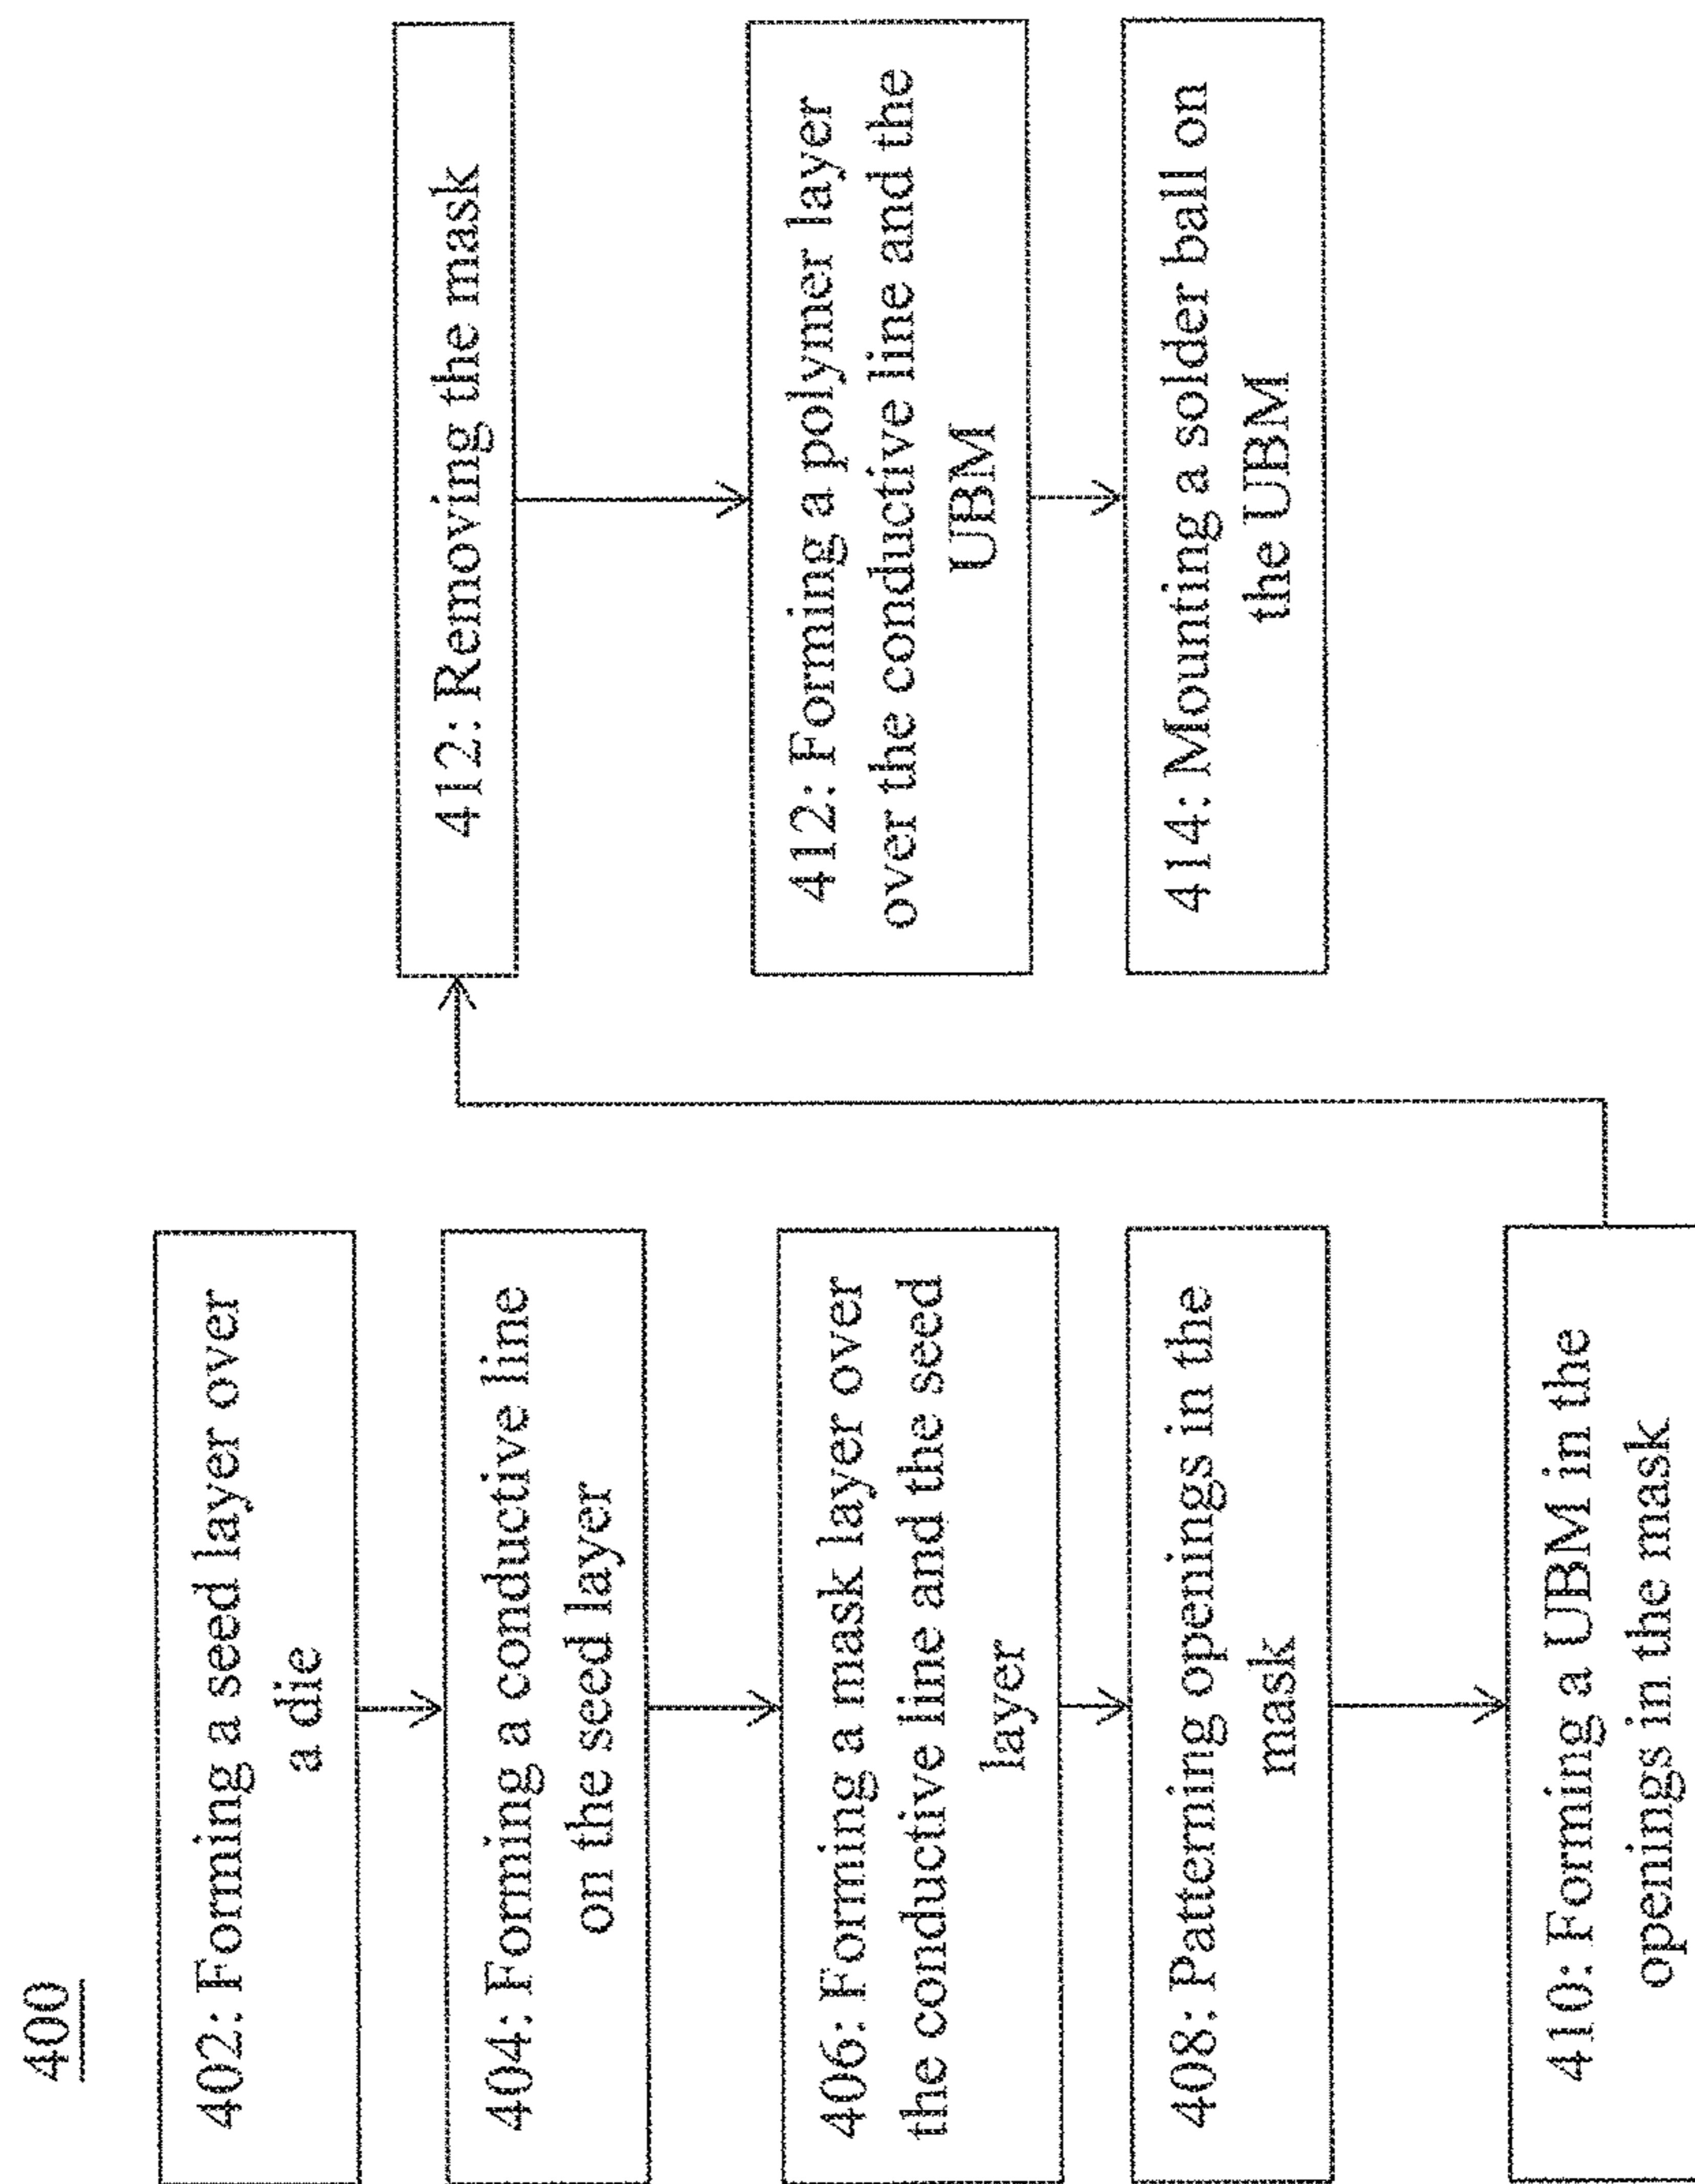 400
402: Forming a seed layer over
a die
404: Forming a conductive line
on the seed layer
406: Forming a mask layer over
the conductive line and the seed
layer
408: Patterning openings in the
mask
410: Forming a UBM in the
openings in the mask
412: Removing the mask
412: Forming a polymer layer
over the conductive line and the
UBM
414: Mounting a solder ball on
the UBM